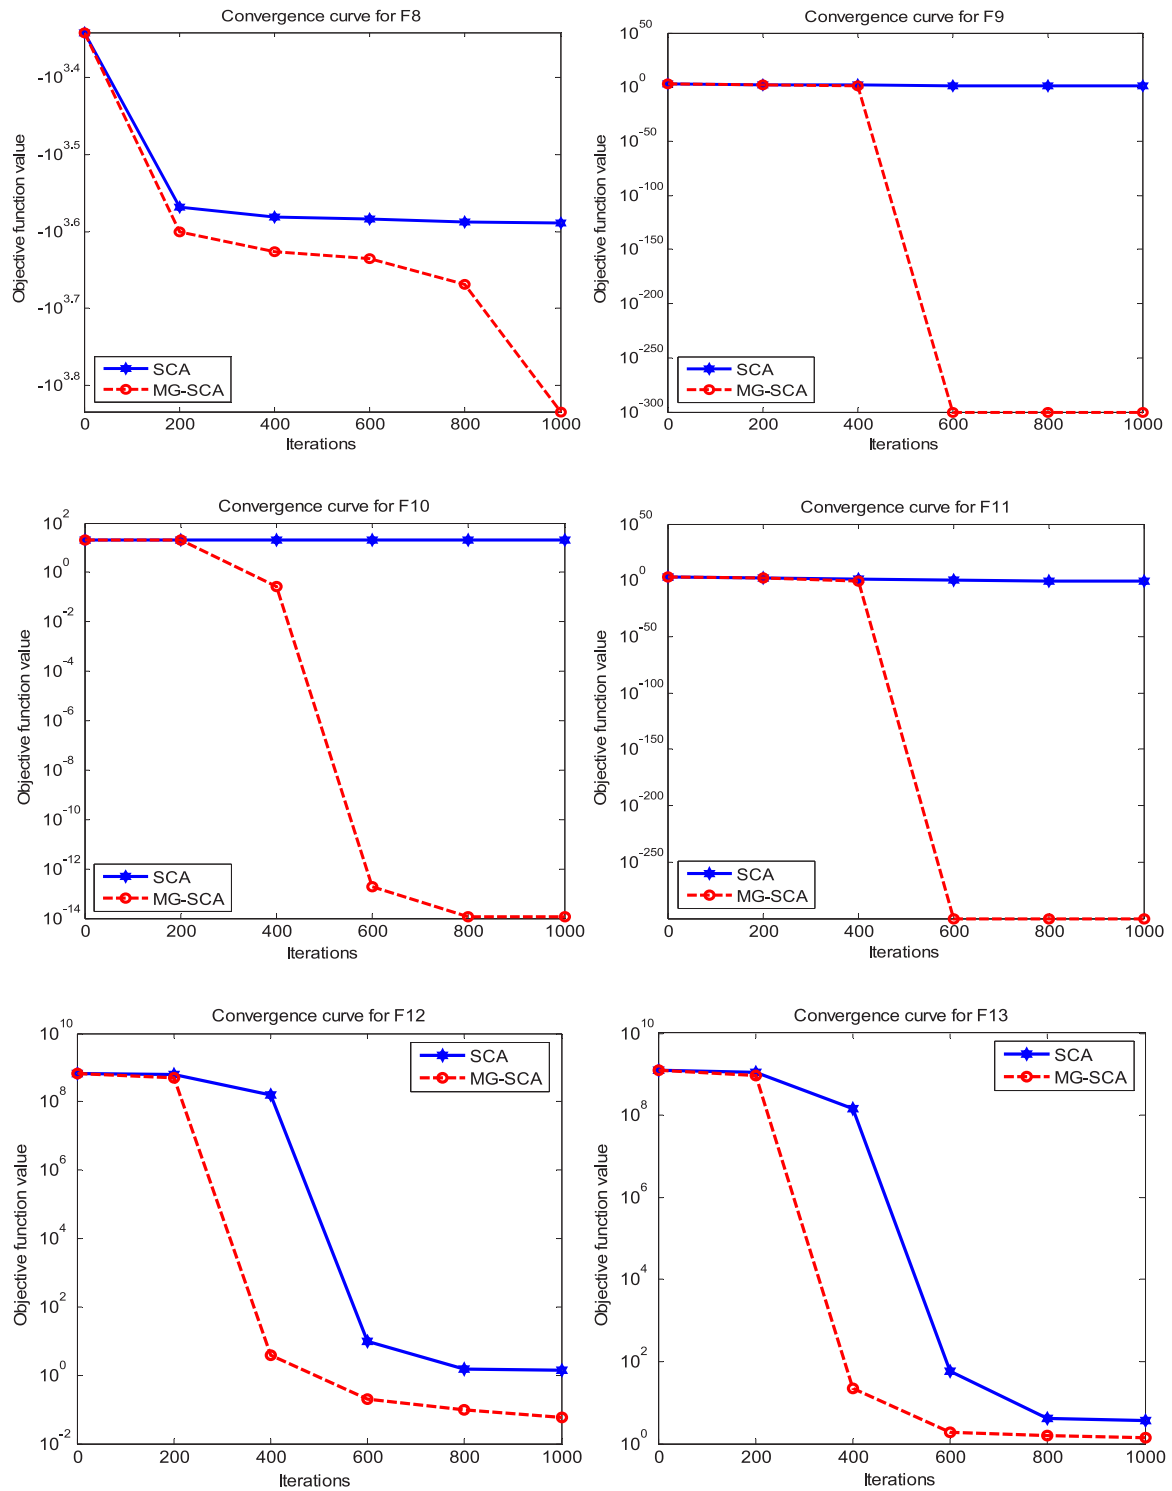 Convergence curve for F8
-10^3.4
-10^3.5
-10^3.6
-10^3.7
-10^3.8
Objective function value
SCA
MG-SCA
0 200 400 600 800 1000
Iterations
Convergence curve for F9
10^50
10^0
10^-50
10^-100
10^-150
10^-200
10^-250
10^-300
Objective function value
SCA
MG-SCA
0 200 400 600 800 1000
Iterations
Convergence curve for F10
10^2
10^0
10^-2
10^-4
10^-6
10^-8
10^-10
10^-12
10^-14
Objective function value
SCA
MG-SCA
0 200 400 600 800 1000
Iterations
Convergence curve for F11
10^50
10^0
10^-50
10^-100
10^-150
10^-200
10^-250
Objective function value
SCA
MG-SCA
0 200 400 600 800 1000
Iterations
Convergence curve for F12
10^10
10^8
10^6
10^4
10^2
10^0
10^-2
Objective function value
SCA
MG-SCA
0 200 400 600 800 1000
Iterations
Convergence curve for F13
10^10
10^8
10^6
10^4
10^2
10^0
Objective function value
SCA
MG-SCA
0 200 400 600 800 1000
Iterations